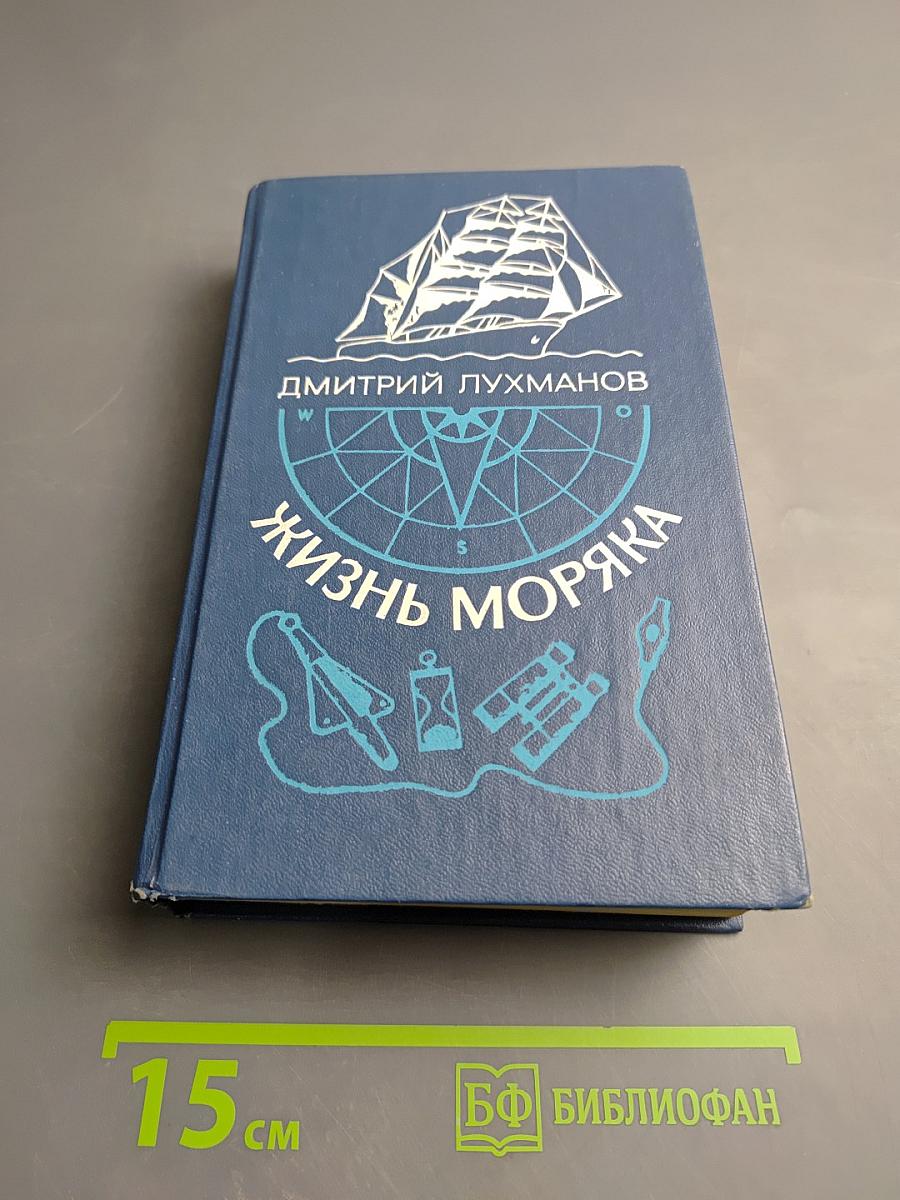 ДМИТРИЙ ЛУХМАНОВ
W O
S
ЖИЗНЬ МОРЯКА
15 см
БФ БИБЛИОФАН